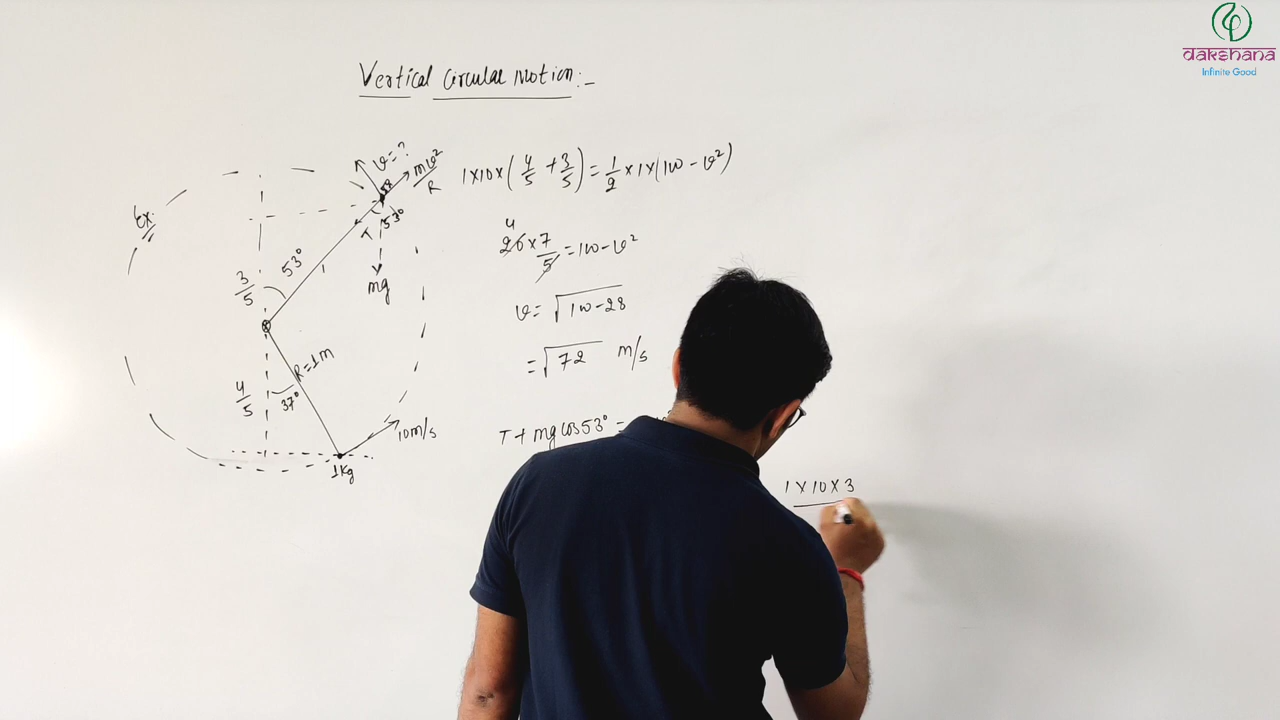 dakshana
Infinite Good
Vertical Circular Motion:-
Ex:
v=?
mv²
R
53°
T
mg
53°
1
3
5
R=1m
4
5
37°
10m/s
1Kg
1×10×(4/5 + 3/5) = 1/2 ×1×(100 - v²)
4
20 × 7/5 = 100 - v²
v = √100-28
= √72 m/s
T + mg cos53° =
1 × 10 × 3